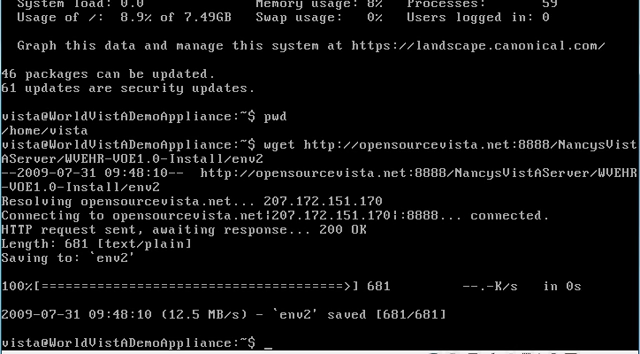 System load: 0.0 Memory usage: 8% Processes: 59
Usage of /: 8.9% of 7.49GB Swap usage: 0% Users logged in: 0
Graph this data and manage this system at https://landscape.canonical.com/
46 packages can be updated.
61 updates are security updates.
vista@WorldVistADemoAppliance:~$ pwd
/home/vista
vista@WorldVistADemoAppliance:~$ wget http://opensourcevista.net:8888/NancysVist
AServer/WVEHR-VOE1.0-Install/env2
--2009-07-31 09:48:10-- http://opensourcevista.net:8888/NancysVistAServer/WVEHR
-VOE1.0-Install/env2
Resolving opensourcevista.net... 207.172.151.170
Connecting to opensourcevista.net|207.172.151.170|:8888... connected.
HTTP request sent, awaiting response... 200 OK
Length: 681 [text/plain]
Saving to: `env2'
100%[======================================>] 681 --.-K/s in 0s
2009-07-31 09:48:10 (12.5 MB/s) - `env2' saved [681/681]
vista@WorldVistADemoAppliance:~$ _